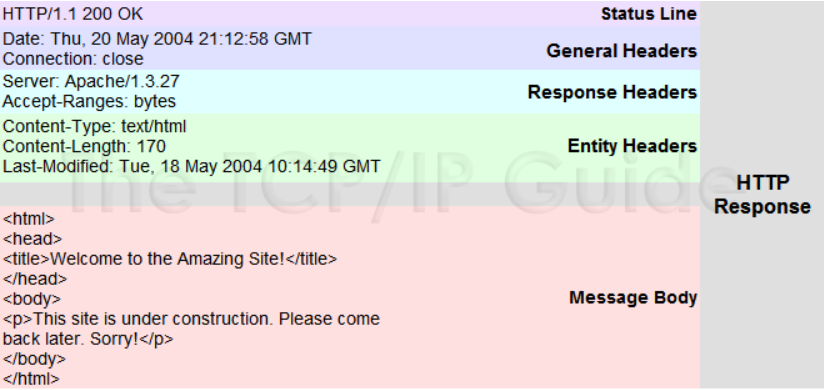 HTTP/1.1 200 OK Status Line
Date: Thu, 20 May 2004 21:12:58 GMT
Connection: close
General Headers
Server: Apache/1.3.27
Accept-Ranges: bytes
Response Headers
Content-Type: text/html
Content-Length: 170
Last-Modified: Tue, 18 May 2004 10:14:49 GMT
Entity Headers
The TCP/IP Guide
HTTP
Response
<html>
<head>
<title>Welcome to the Amazing Site!</title>
</head>
<body>
<p>This site is under construction. Please come
back later. Sorry!</p>
</body>
</html>
Message Body